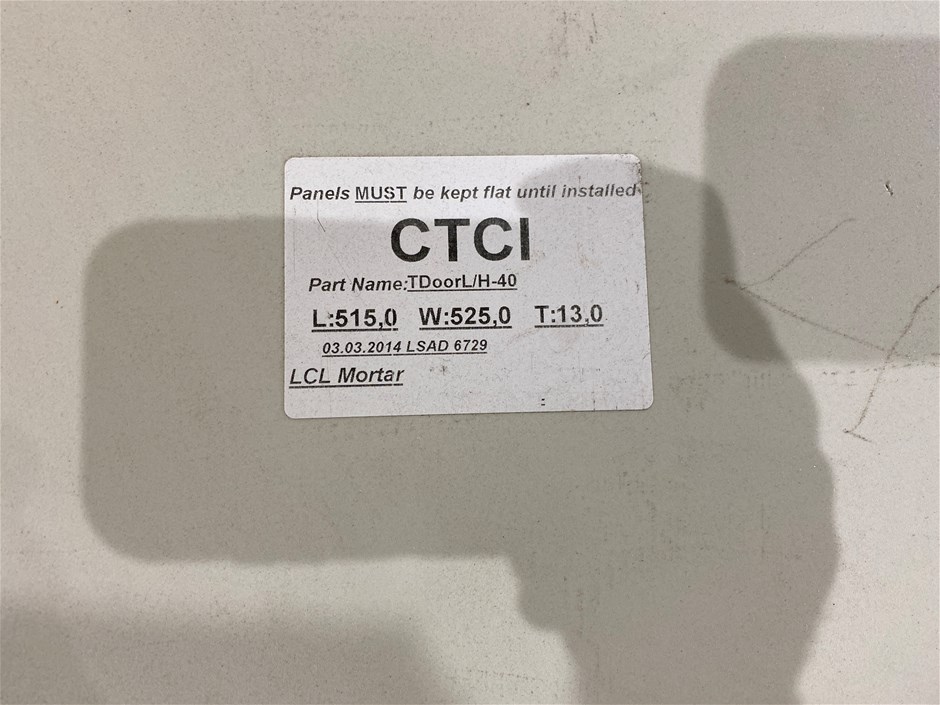 Panels MUST be kept flat until installed
CTCI
Part Name:TDoorL/H-40
L:515,0 W:525,0 T:13,0
03.03.2014 LSAD 6729
LCL Mortar